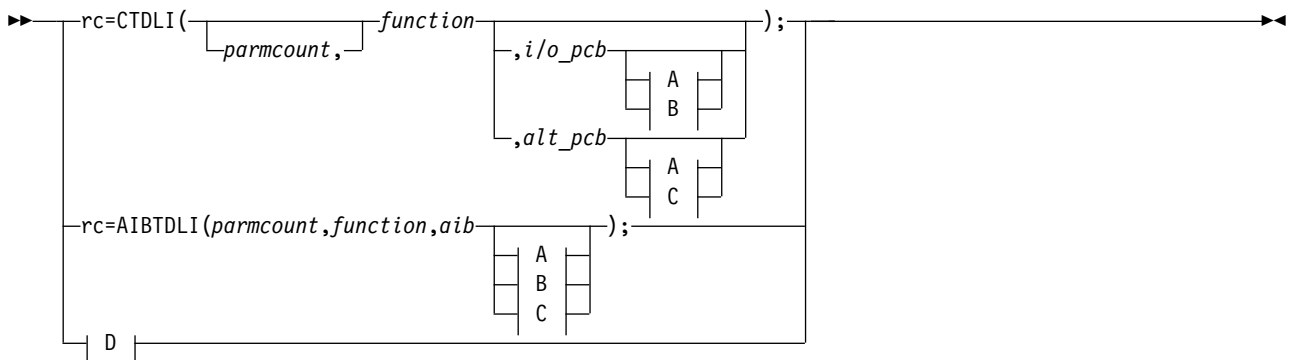 rc=CTDLI( parmcount, function ,i/o_pcb A B ,alt_pcb A C );
rc=AIBTDLI(parmcount,function,aib A B C );
D